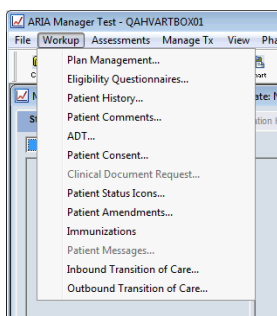 ARIA Manager Test - QAHVARTBOX01
File Workup Assessments Manage Tx View Pha
Plan Management...
Eligibility Questionnaires...
Patient History...
Patient Comments...
ADT...
Patient Consent...
Clinical Document Request...
Patient Status Icons...
Patient Amendments...
Immunizations
Patient Messages...
Inbound Transition of Care...
Outbound Transition of Care...